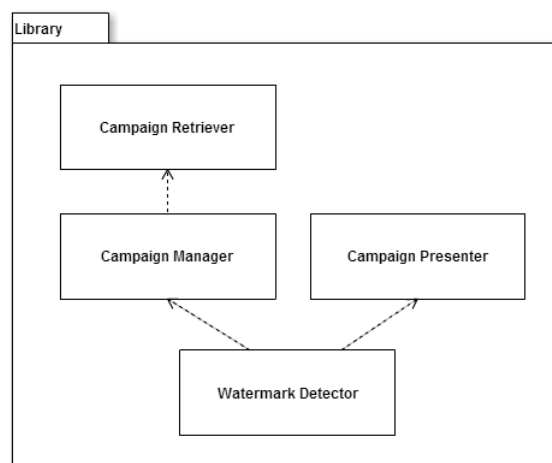 Library
Campaign Retriever
Campaign Manager
Campaign Presenter
Watermark Detector